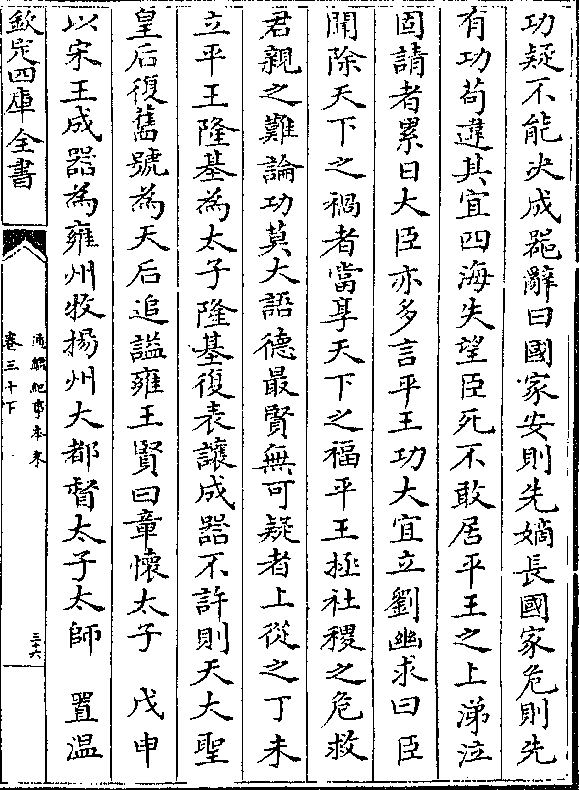 功疑不能決成器辭曰國家安則先嫡長國家危則先
有功茍違其宜四海失望臣死不敢居平王之上涕泣
固請者累日大臣亦多言平王功大宜立劉幽求曰臣
聞除天下之禍者當享天下之福平王拯社稷之危救
君親之難論功莫大語德最賢無可疑者上從之丁未
立平王隆基為太子隆基復表讓成器不許則天大聖
皇后復舊號為天后追謚雍王賢曰章懷太子　戊申
以宋王成器為雍州牧揚州大都督太子太師　置温
欽定四庫全書
通鑑紀事本末
卷三十下
三六